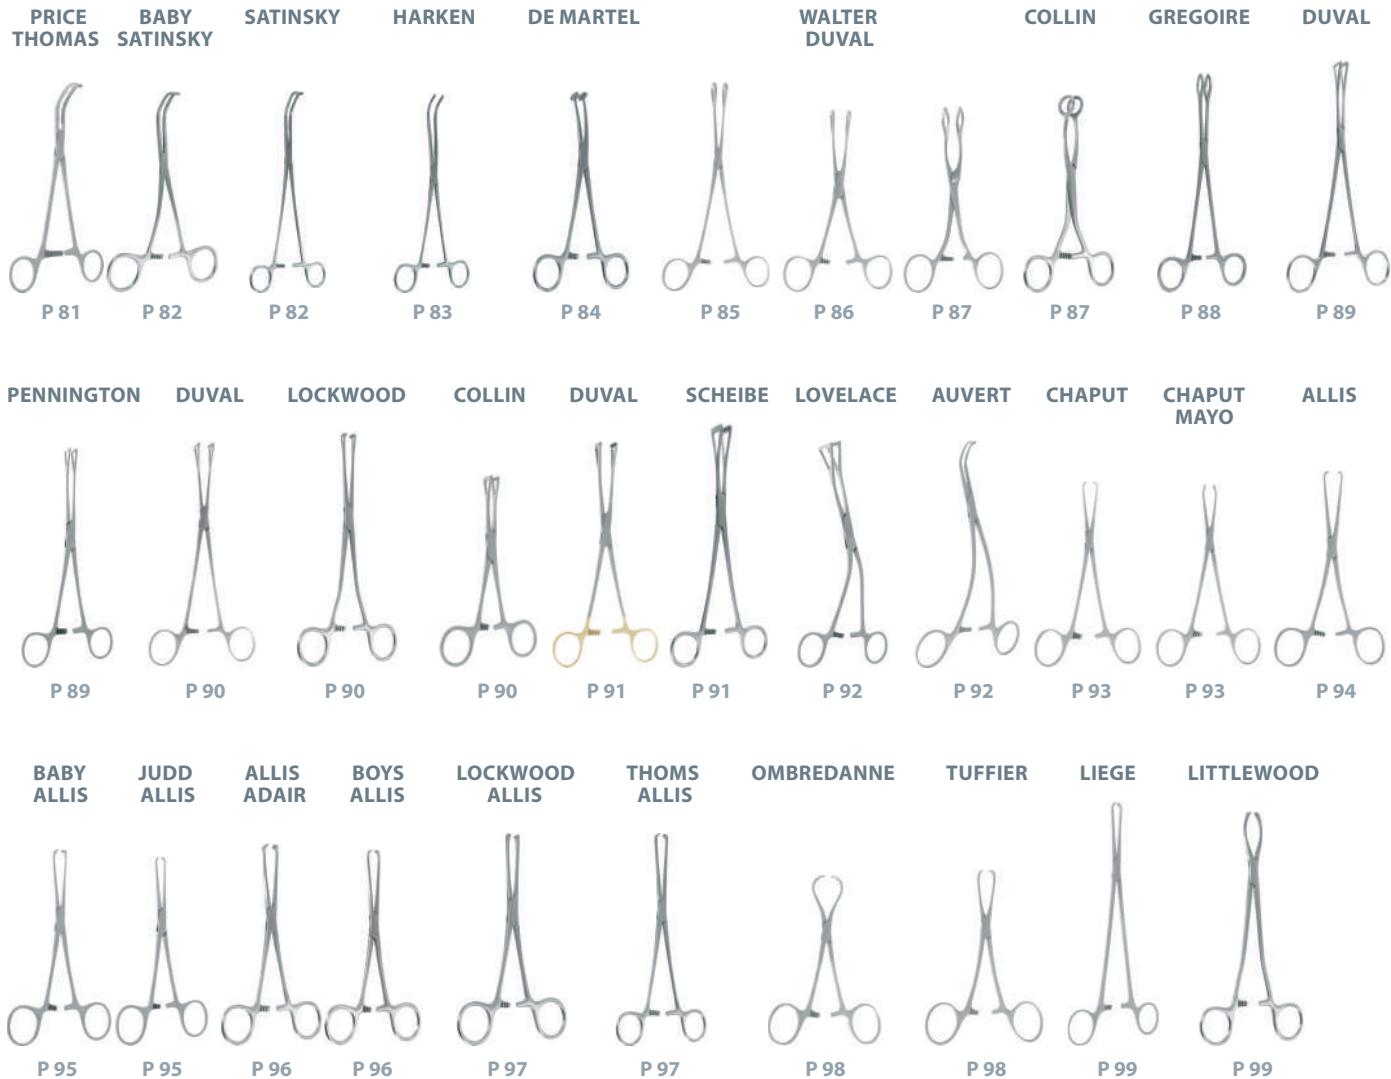 PRICE THOMAS
BABY SATINSKY
SATINSKY
HARKEN
DE MARTEL
WALTER DUVAL
COLLIN
GREGOIRE
DUVAL
P 81
P 82
P 82
P 83
P 84
P 85
P 86
P 87
P 87
P 88
P 89
PENNINGTON
DUVAL
LOCKWOOD
COLLIN
DUVAL
SCHEIBE
LOVELACE
AUVERT
CHAPUT
CHAPUT MAYO
ALLIS
P 89
P 90
P 90
P 90
P 91
P 91
P 92
P 92
P 93
P 93
P 94
BABY ALLIS
JUDD ALLIS
ALLIS ADAIR
BOYS ALLIS
LOCKWOOD ALLIS
THOMS ALLIS
OMBREDANNE
TUFFIER
LIEGE
LITTLEWOOD
P 95
P 95
P 96
P 96
P 97
P 97
P 98
P 98
P 99
P 99